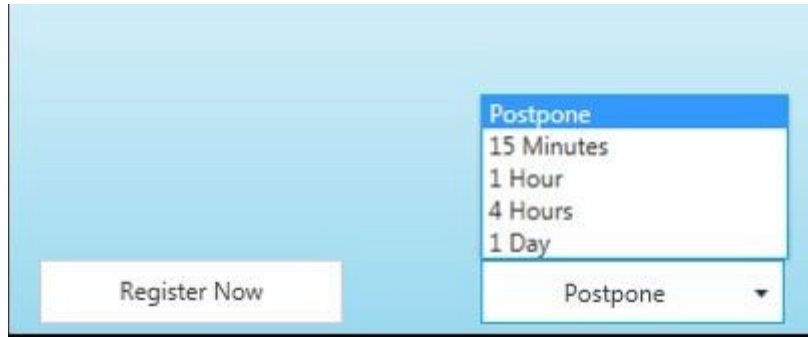 Postpone
15 Minutes
1 Hour
4 Hours
1 Day
Register Now
Postpone